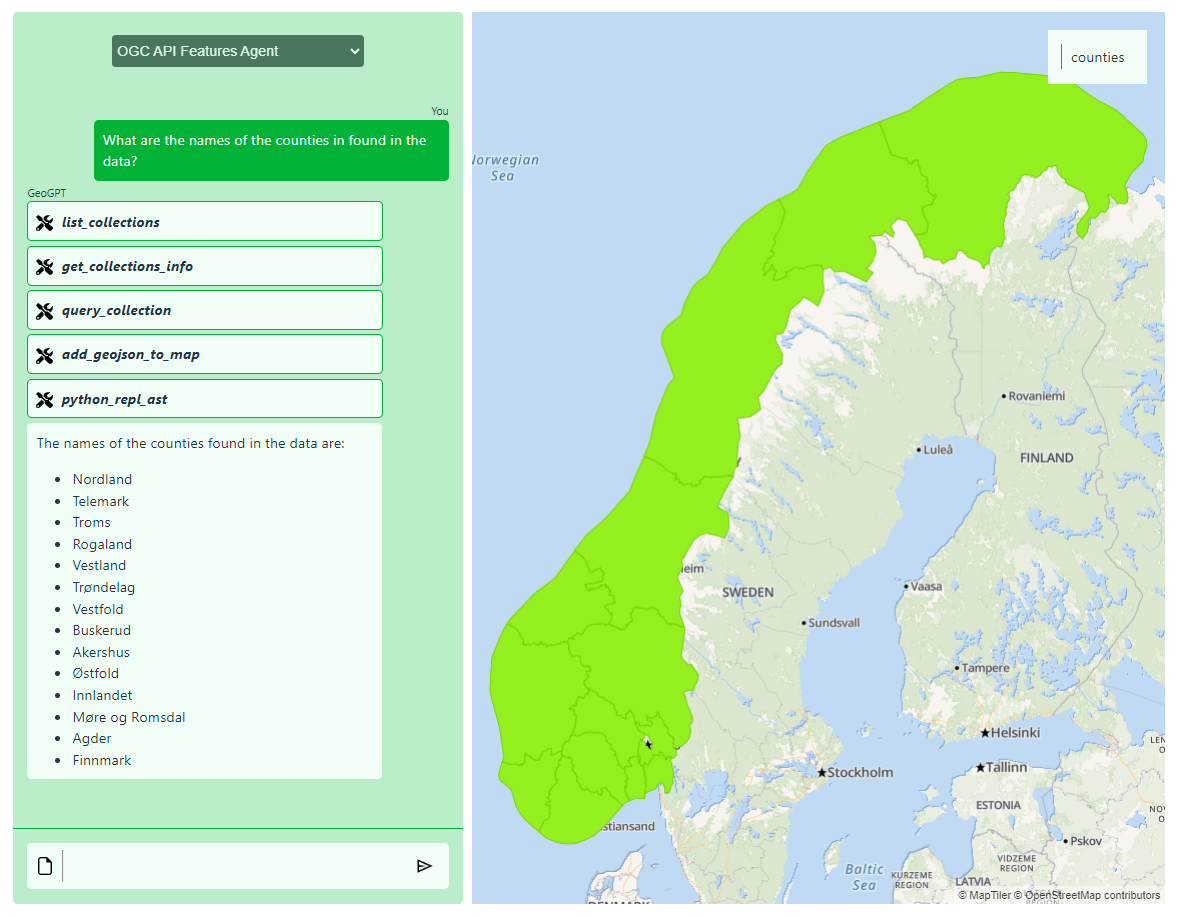 OGC API Features Agent
You
What are the names of the counties in found in the
data?
GeoGPT
list_collections
get_collections_info
query_collection
add_geojson_to_map
python_repl_ast
The names of the counties found in the data are:
Nordland
Telemark
Troms
Rogaland
Vestland
Trøndelag
Vestfold
Buskerud
Akershus
Østfold
Innlandet
Møre og Romsdal
Agder
Finnmark
counties
Norwegian
Sea
Rovaniemi
Luleå
FINLAND
eim
SWEDEN
Vaasa
Sundsvall
Tampere
Helsinki
Tallinn
Stockholm
ESTONIA
stiansand
Pskov
Baltic
Sea
VIDZEME
REGION
KURZEME
REGION
LATVIA
DENMARK
© MapTiler © OpenStreetMap contributors